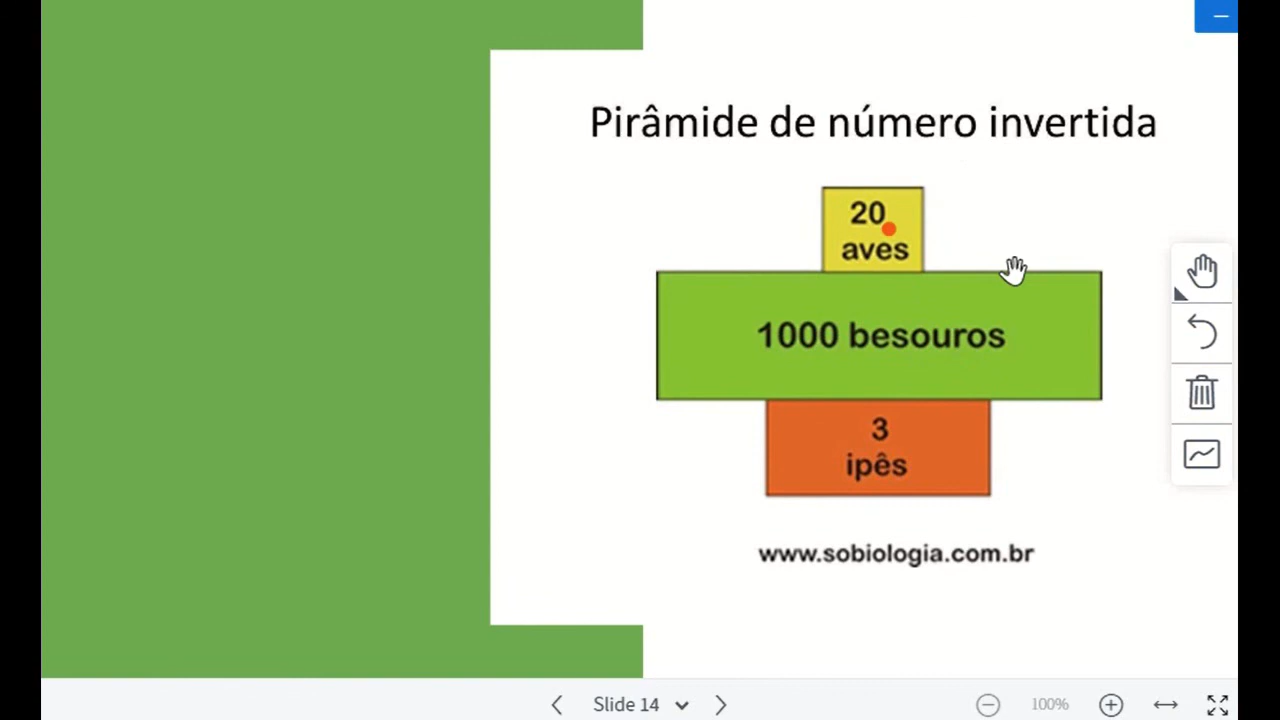 Pirâmide de número invertida
20
aves
1000 besouros
3
ipês
www.sobiologia.com.br
Slide 14
100%